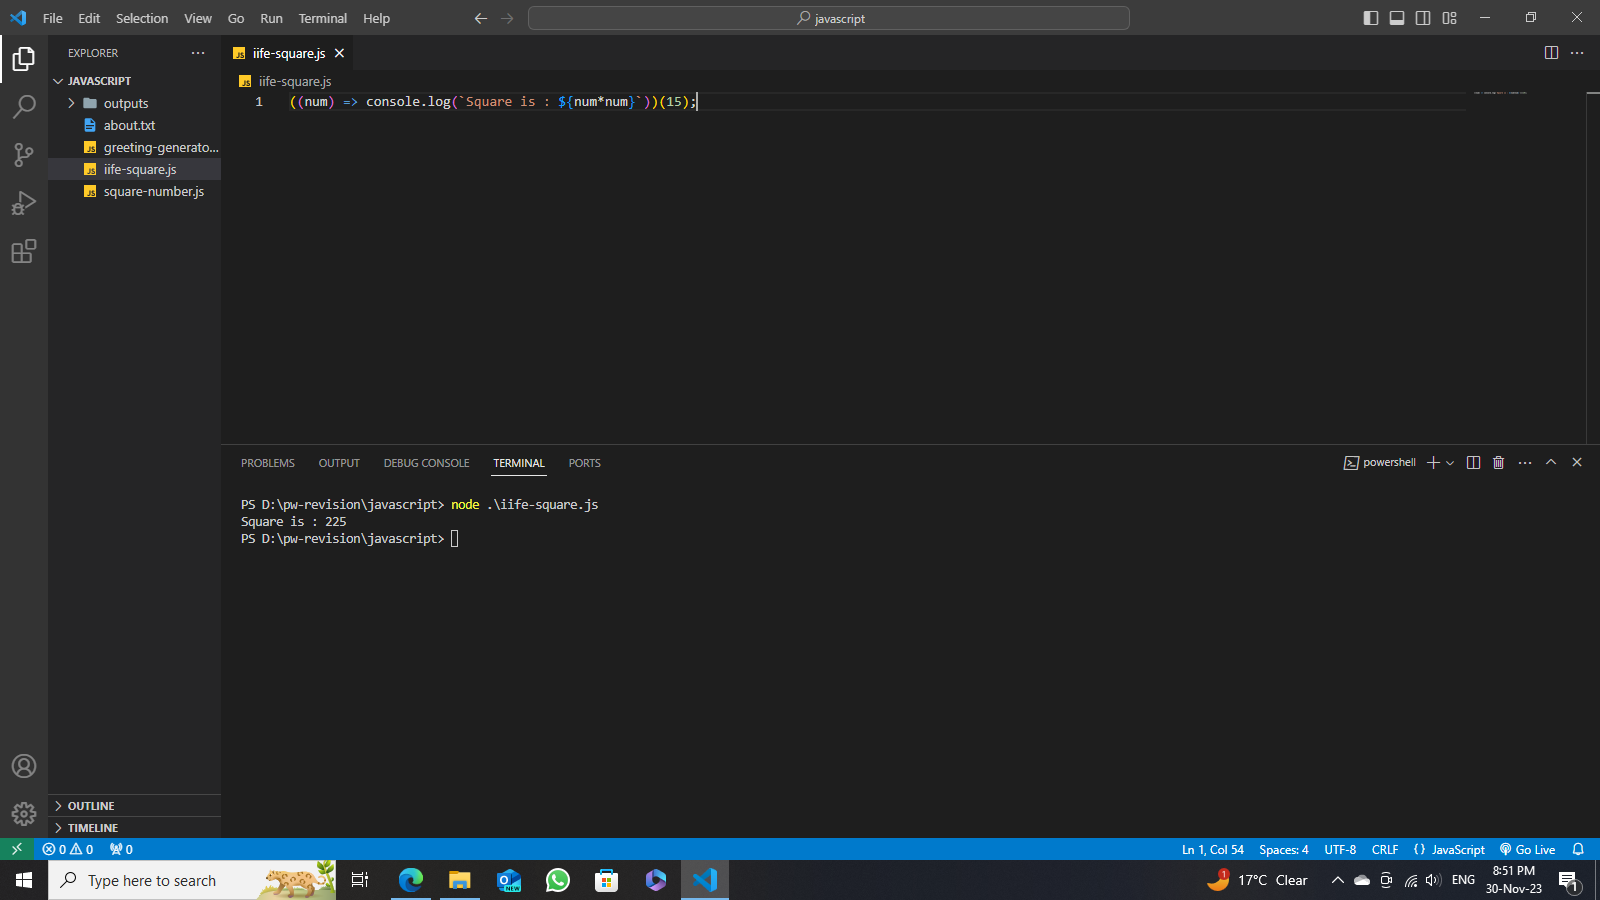 File Edit Selection View Go Run Terminal Help
javascript
EXPLORER
JAVASCRIPT
outputs
about.txt
greeting-generato...
iife-square.js
square-number.js
OUTLINE
TIMELINE
iife-square.js
iife-square.js
1 ((num) => console.log(`Square is : ${num*num}`))(15);
PROBLEMS OUTPUT DEBUG CONSOLE TERMINAL PORTS
powershell
PS D:\pw-revision\javascript> node .\iife-square.js
Square is : 225
PS D:\pw-revision\javascript>
0 0 0
Ln 1, Col 54 Spaces: 4 UTF-8 CRLF {} JavaScript Go Live
Type here to search
NEW
1
17°C Clear
ENG
8:51 PM
30-Nov-23
1